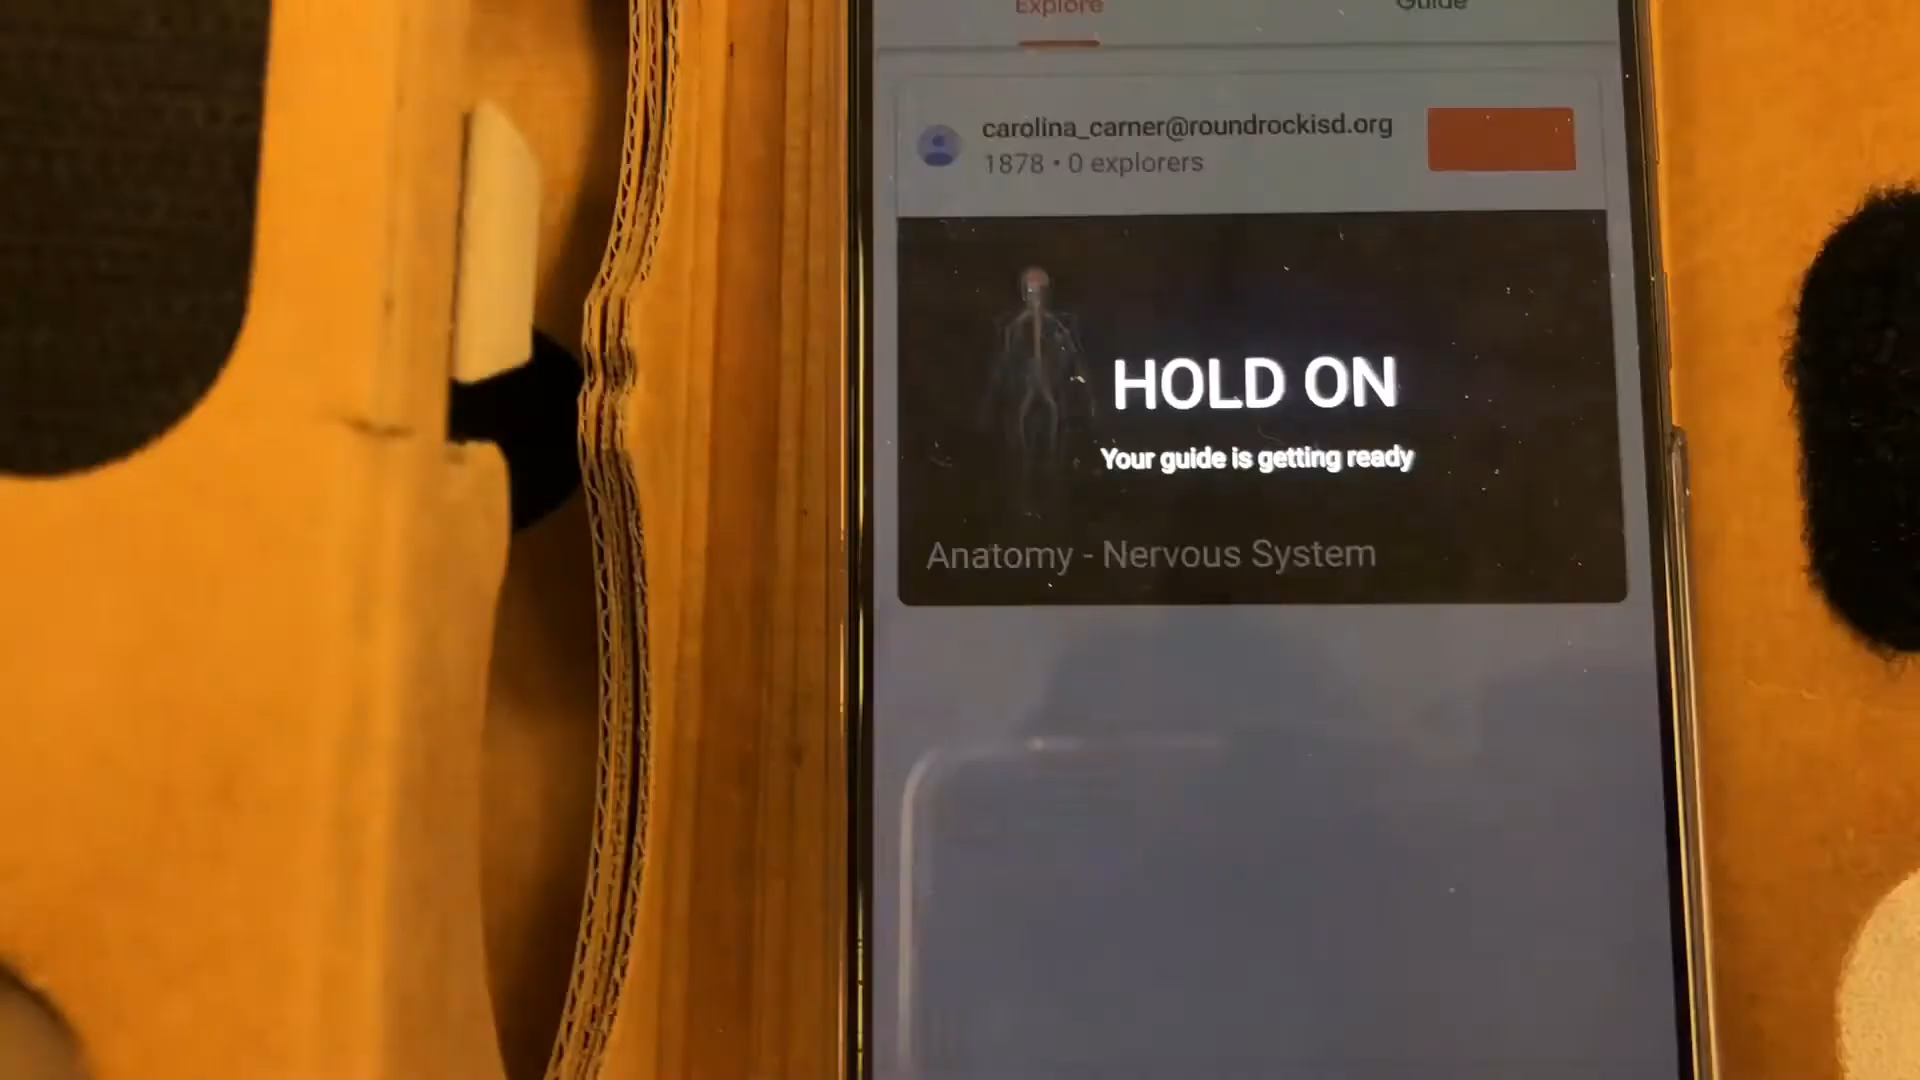 Explore
Guide
carolina_carner@roundrockisd.org
1878 • 0 explorers
HOLD ON
Your guide is getting ready
Anatomy - Nervous System